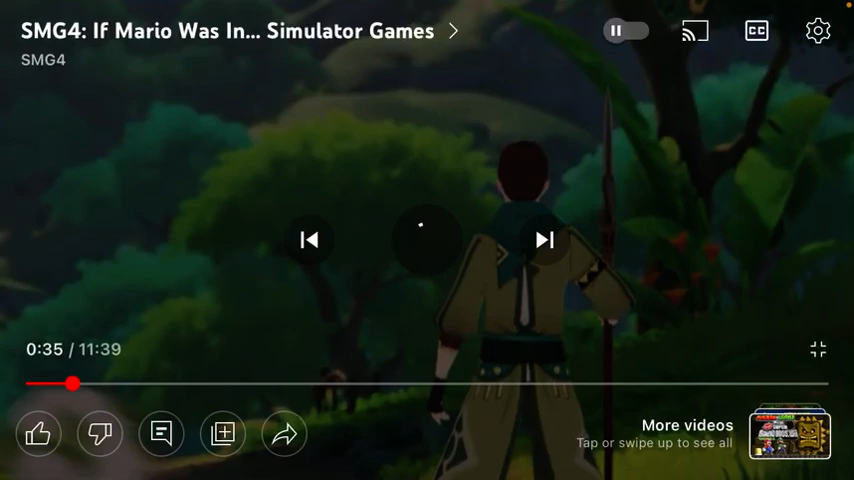 SMG4: If Mario Was In... Simulator Games
SMG4
CC
0:35 / 11:39
More videos
Tap or swipe up to see all